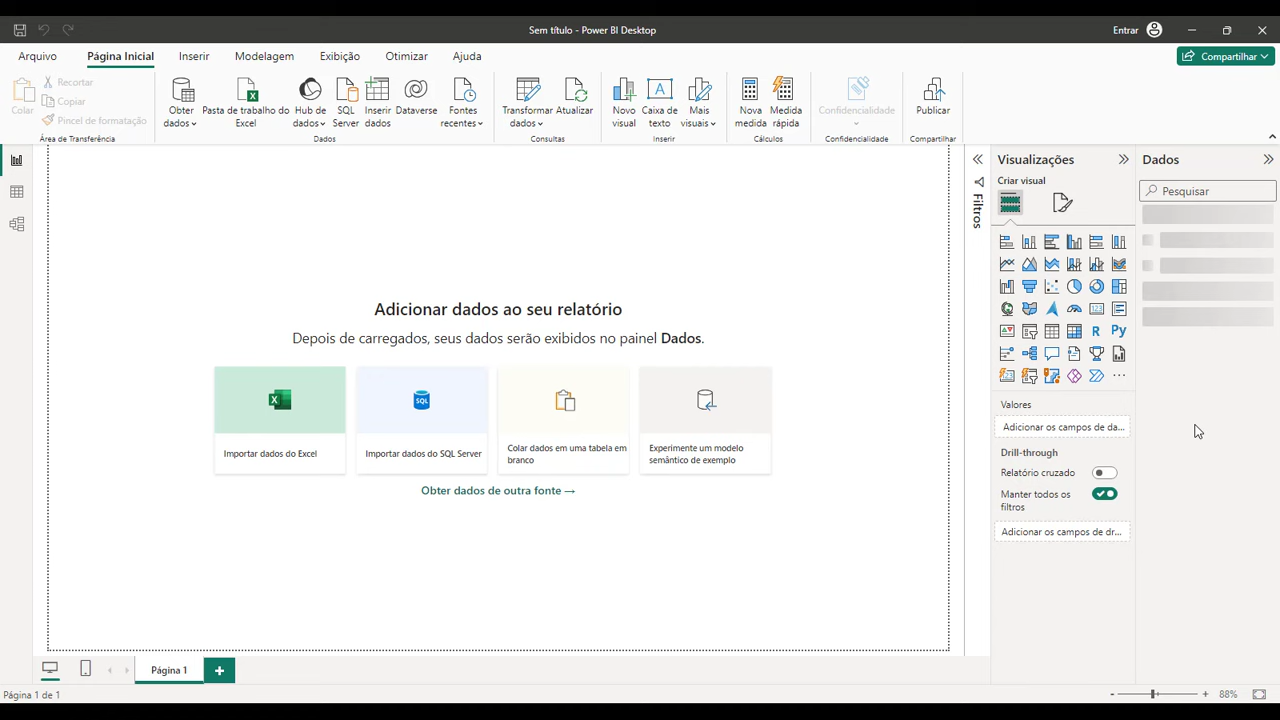 Sem título - Power BI Desktop
Entrar
Arquivo
Página Inicial
Inserir
Modelagem
Exibição
Otimizar
Ajuda
Compartilhar
Colar
Recortar
Copiar
Pincel de formatação
Área de Transferência
Obter
dados
Pasta de trabalho do
Excel
Hub de
dados
SQL
Server
Inserir
dados
Dataverse
Fontes
recentes
Dados
Transformar
dados
Atualizar
Consultas
Novo
visual
Caixa de
texto
Mais
visuais
Inserir
Nova
medida
Medida
rápida
Cálculos
Confidencialidade
Confidencialidade
Publicar
Compartilhar
Adicionar dados ao seu relatório
Depois de carregados, seus dados serão exibidos no painel Dados.
SQL
Importar dados do Excel
Importar dados do SQL Server
Colar dados em uma tabela em
branco
Experimente um modelo
semântico de exemplo
Obter dados de outra fonte →
Filtros
Visualizações
Criar visual
R
Py
Valores
Adicionar os campos de da...
Drill-through
Relatório cruzado
Manter todos os
filtros
Adicionar os campos de dr...
Dados
Pesquisar
Página 1
Página 1 de 1
88%